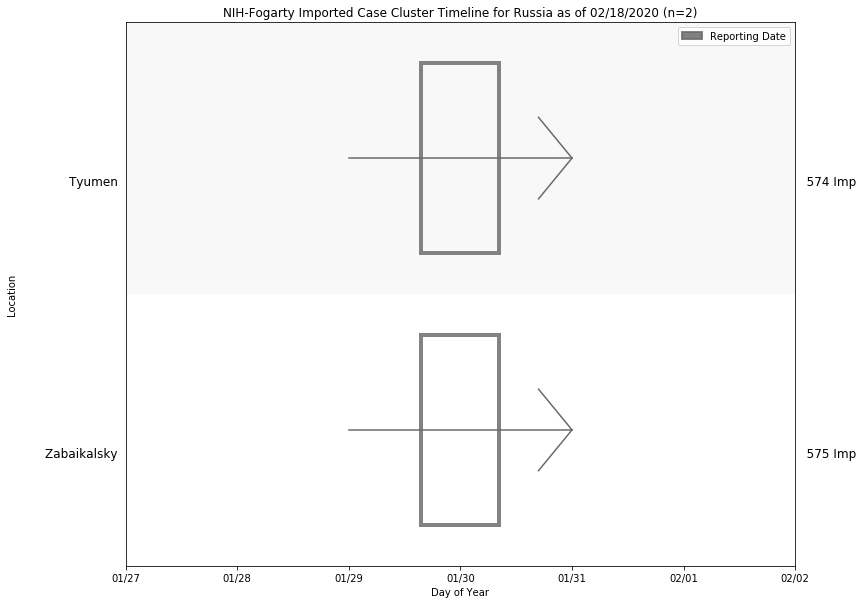 NIH-Fogarty Imported Case Cluster Timeline for Russia as of 02/18/2020 (n=2)
Reporting Date
Tyumen
574 Imp
Location
Zabaikalsky
575 Imp
01/27 01/28 01/29 01/30 01/31 02/01 02/02
Day of Year